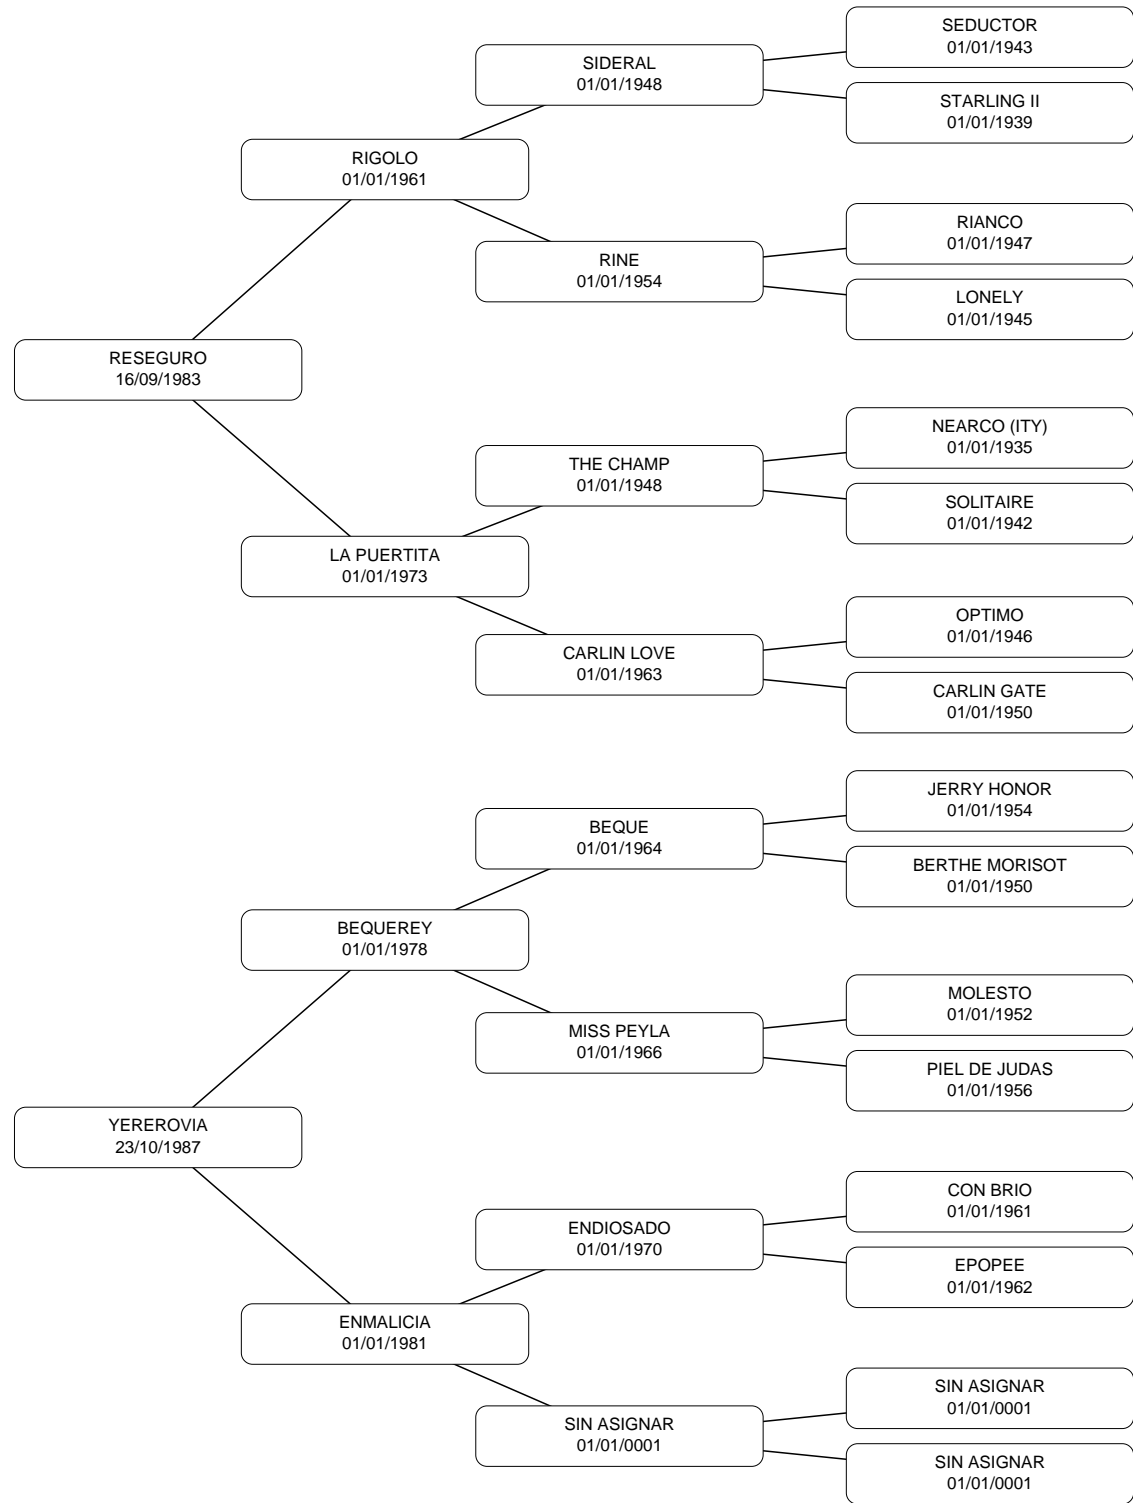 SEDUCTOR
01/01/1943
SIDERAL
01/01/1948
STARLING II
01/01/1939
RIGOLO
01/01/1961
RIANCO
01/01/1947
RINE
01/01/1954
LONELY
01/01/1945
RESEGURO
16/09/1983
NEARCO (ITY)
01/01/1935
THE CHAMP
01/01/1948
SOLITAIRE
01/01/1942
LA PUERTITA
01/01/1973
OPTIMO
01/01/1946
CARLIN LOVE
01/01/1963
CARLIN GATE
01/01/1950
JERRY HONOR
01/01/1954
BEQUE
01/01/1964
BERTHE MORISOT
01/01/1950
BEQUEREY
01/01/1978
MOLESTO
01/01/1952
MISS PEYLA
01/01/1966
PIEL DE JUDAS
01/01/1956
YEREROVIA
23/10/1987
CON BRIO
01/01/1961
ENDIOSADO
01/01/1970
EPOPEE
01/01/1962
ENMALICIA
01/01/1981
SIN ASIGNAR
01/01/0001
SIN ASIGNAR
01/01/0001
SIN ASIGNAR
01/01/0001